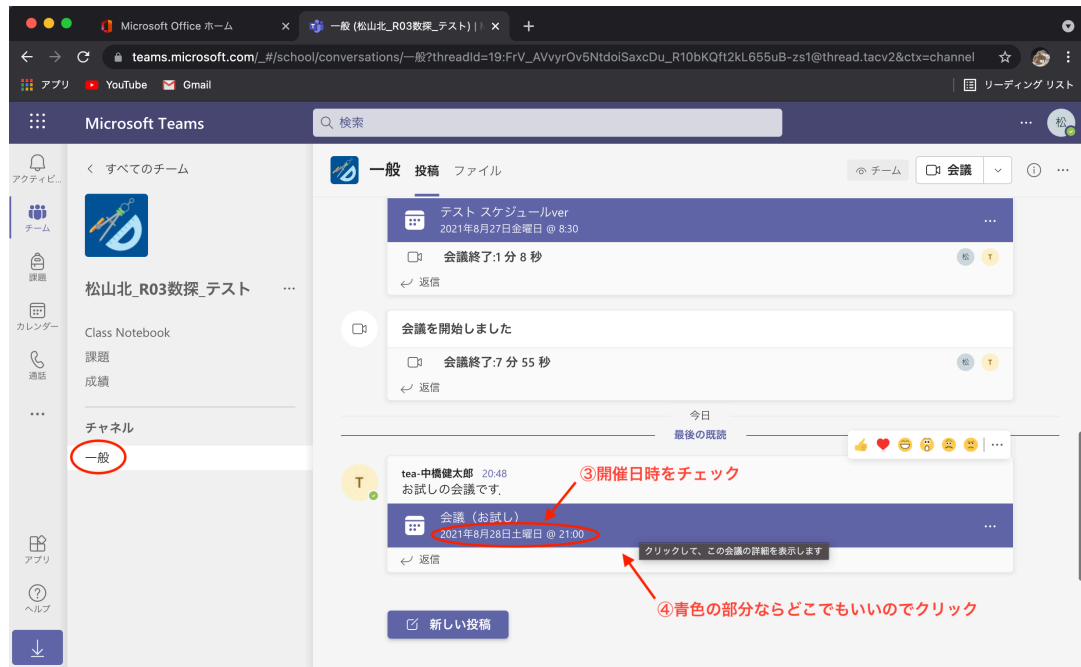 Microsoft Office ホーム
一般 (松山北_R03数探_テスト) | M
teams.microsoft.com/_#/school/conversations/一般?threadId=19:FrV_AVvyrOv5NtdoiSaxcDu_R10bKQft2kL655uB-zs1@thread.tacv2&ctx=channel
アプリ
YouTube
Gmail
リーディング リスト
Microsoft Teams
検索
松
アクティビ...
チーム
課題
カレンダー
通話
アプリ
ヘルプ
すべてのチーム
松山北_R03数探_テスト
Class Notebook
課題
成績
チャネル
一般
一般 投稿 ファイル
チーム
会議
テスト スケジュールver
2021年8月27日金曜日 @ 8:30
会議終了:1 分 8 秒
松 T
返信
会議を開始しました
会議終了:7 分 55 秒
松 T
返信
今日
最後の既読
T
tea-中橋健太郎 20:48
③開催日時をチェック
お試しの会議です.
会議（お試し）
2021年8月28日土曜日 @ 21:00
クリックして、この会議の詳細を表示します
返信
④青色の部分ならどこでもいいのでクリック
新しい投稿